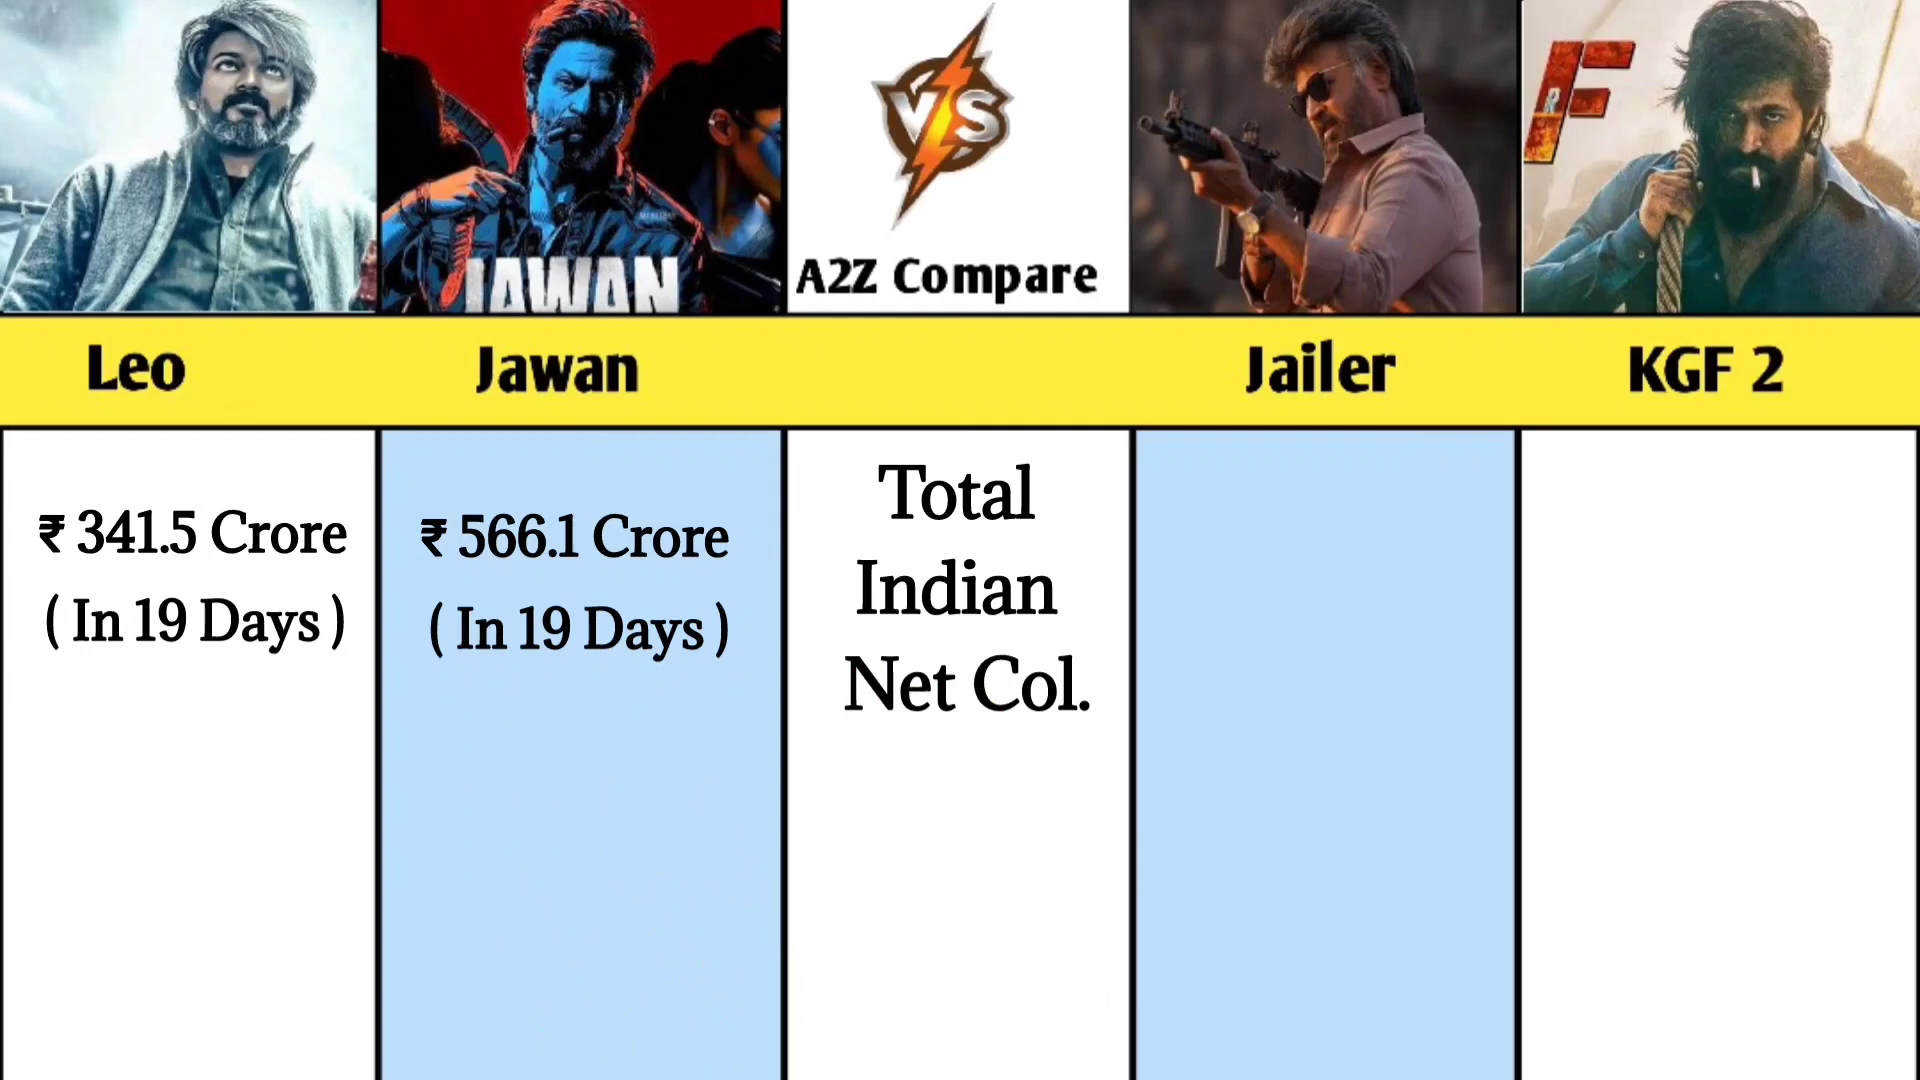 JAWAN
VS
A2Z Compare
R
F
Leo
Jawan
Jailer
KGF 2
₹ 341.5 Crore
( In 19 Days )
₹ 566.1 Crore
( In 19 Days )
Total
Indian
Net Col.